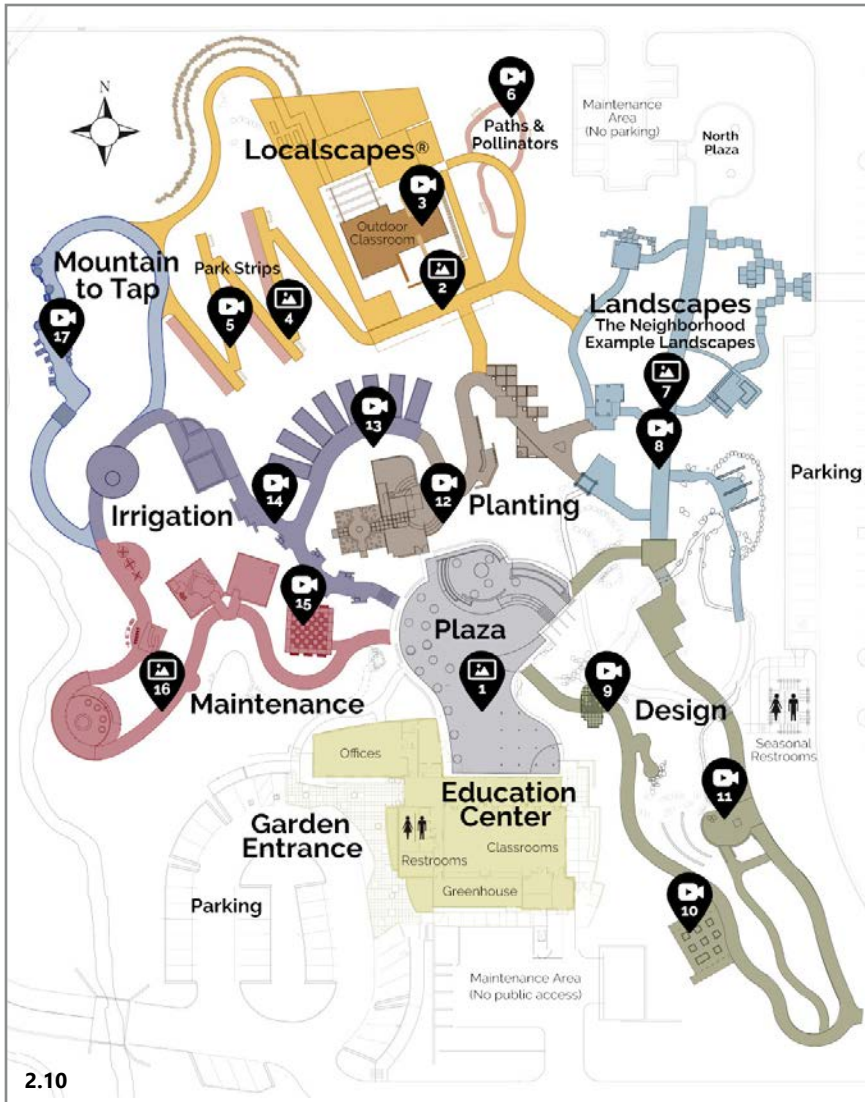 N
6
Paths &
Pollinators
Maintenance
Area
(No parking)
North
Plaza
Localscapes®
3
Outdoor
Classroom
Mountain
to Tap
Park Strips
2
17
5
4
Landscapes
The Neighborhood
Example Landscapes
7
13
8
Parking
14
12
Irrigation
Planting
15
Plaza
16
Maintenance
1
9
Design
Seasonal
Restrooms
Offices
Education
Center
11
Garden
Entrance
Restrooms
Classrooms
Greenhouse
Parking
10
Maintenance Area
(No public access)
2.10